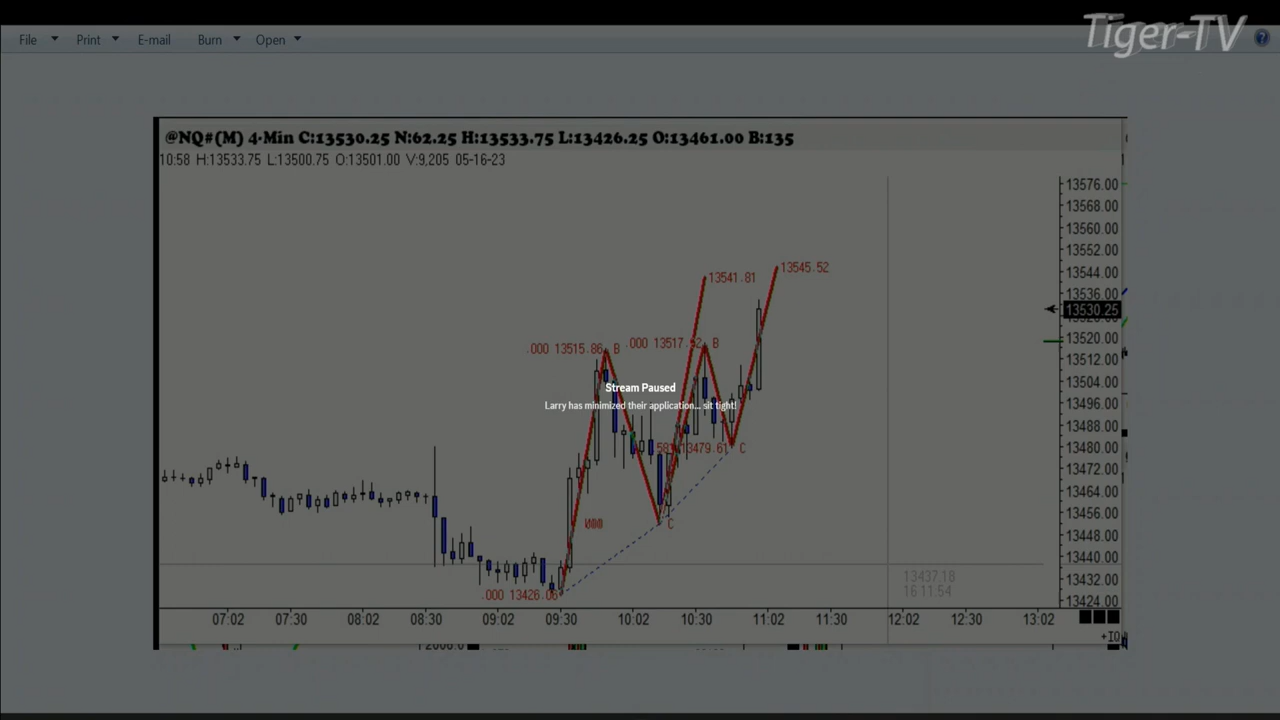 Tiger-TV
File Print E-mail Burn Open
@NQ#(M) 4-Min C:13530.25 N:62.25 H:13533.75 L:13426.25 O:13461.00 B:135
10:58 H:13533.75 L:13500.75 O:13501.00 V:9,205 05-16-23
13576.00
13568.00
13560.00
13552.00
13545.52
13541.81
13544.00
13536.00
13530.25
13520.00
.000 13515.86 B
.000 13517.52 B
13512.00
Stream Paused
13504.00
Larry has minimized their application... sit tight!
13496.00
13488.00
13479.61 C
13480.00
13472.00
13464.00
13456.00
C
13448.00
13440.00
13437.18
13432.00
16 11:54
.000 13426.06
13424.00
07:02 07:30 08:02 08:30 09:02 09:30 10:02 10:30 11:02 11:30 12:02 12:30 13:02